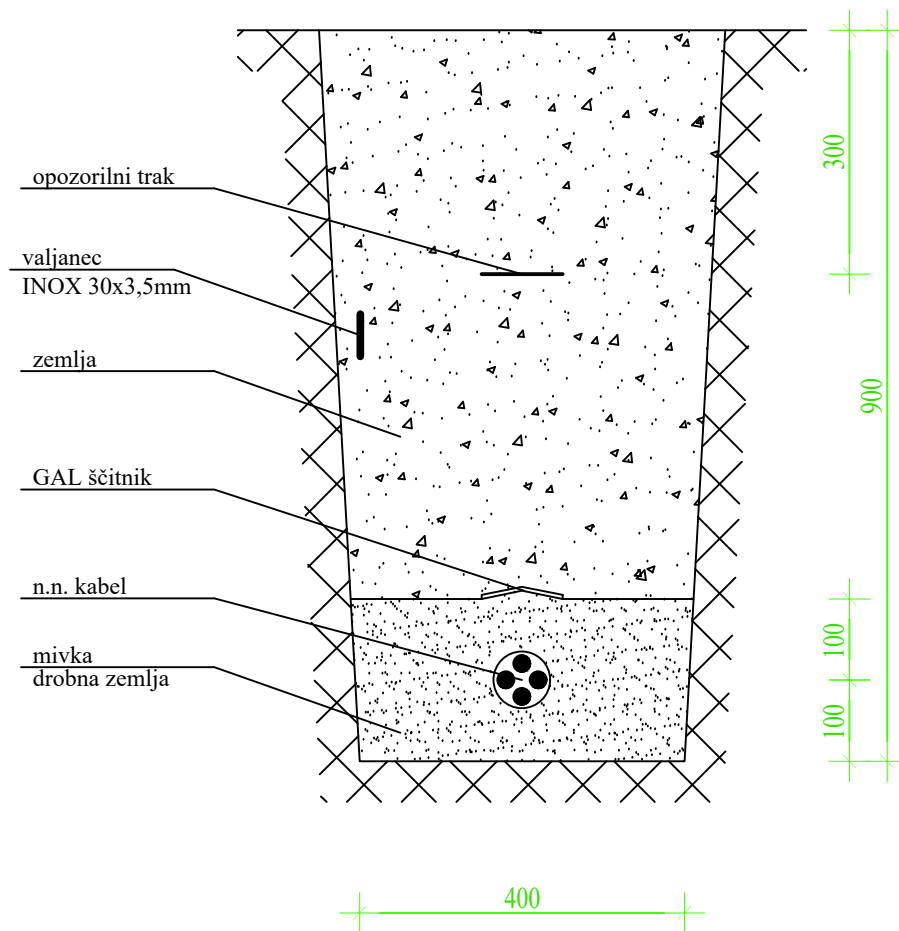 opozorilni trak
valjanec
INOX 30x3,5mm
zemlja
GAL ščitnik
n.n. kabel
mivka
drobna zemlja
300
900
100
100
400